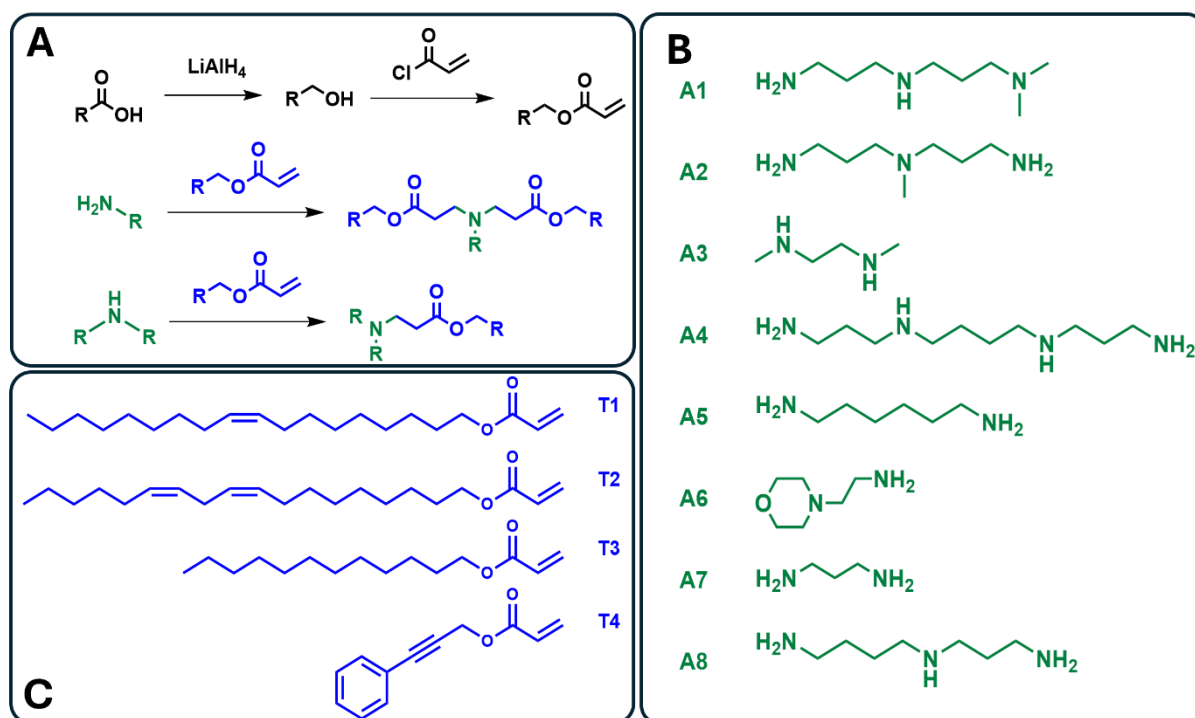 A
O
R OH
LiAlH₄
R OH
O
Cl
O
R O
O
R O
H₂N R
O O
R O N O R
R
O
R O
H
N
R R
O
R N O R
R
B
A1 H₂N N H N
A2 H₂N N NH₂
A3 H N N H
A4 H₂N H N N H NH₂
A5 H₂N NH₂
A6 O N NH₂
A7 H₂N NH₂
A8 H₂N N H NH₂
C
O O T1
O O T2
O O T3
O O T4